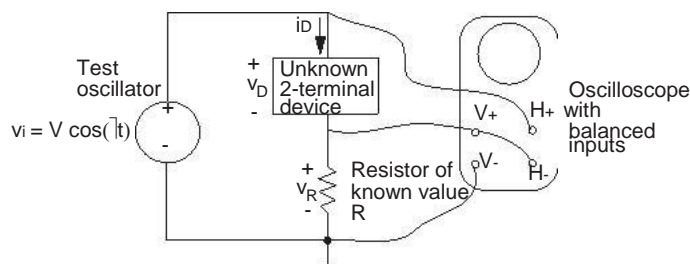 iD
Test
oscillator
+
vi = V cos(⌉t)
-
+
vD
-
Unknown
2-terminal
device
+
vR
-
Resistor of
known value
R
V+
V-
H+
H-
Oscilloscope
with
balanced
inputs